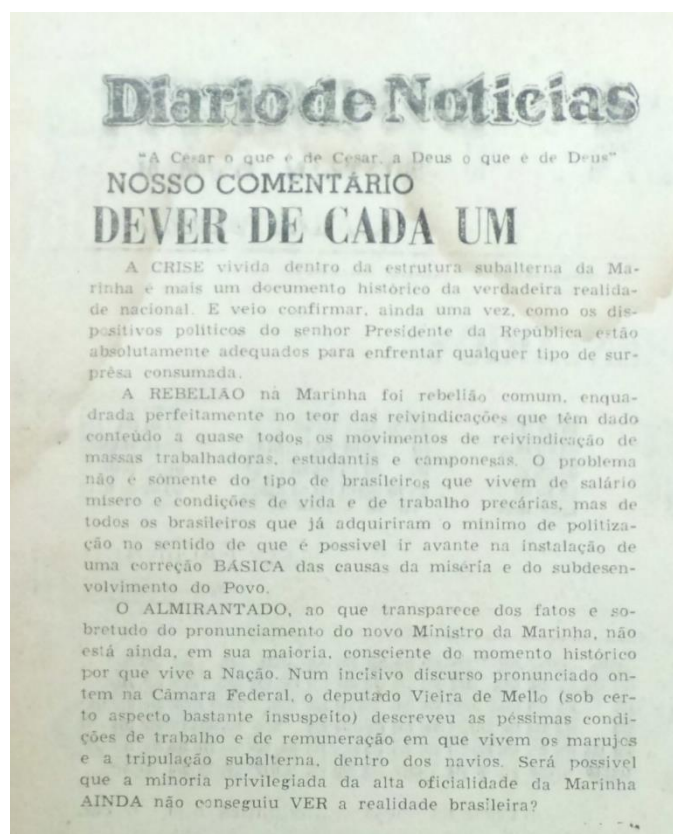 Diario de Noticias
"A Cesar o que e de Cesar, a Deus o que e de Deus"
NOSSO COMENTÁRIO
DEVER DE CADA UM
A CRISE vivida dentro da estrutura subalterna da Ma-
rinha e mais um documento histórico da verdadeira realida-
de nacional. E veio confirmar, ainda uma vez, como os dis-
positivos politicos do senhor Presidente da República estão
absolutamente adequados para enfrentar qualquer tipo de sur-
prêsa consumada.
A REBELIÃO na Marinha foi rebelião comum, enqua-
drada perfeitamente no teor das reivindicações que têm dado
conteúdo a quase todos os movimentos de reivindicação de
massas trabalhadoras, estudantis e camponesas. O problema
não e sòmente do tipo de brasileiros que vivem de salário
misero e condições de vida e de trabalho precárias, mas de
todos os brasileiros que já adquiriram o minimo de politiza-
ção no sentido de que é possivel ir avante na instalação de
uma correção BÁSICA das causas da miséria e do subdesen-
volvimento do Povo.
O ALMIRANTADO, ao que transparece dos fatos e so-
bretudo do pronunciamento do novo Ministro da Marinha, não
está ainda, em sua maioria, consciente do momento histórico
por que vive a Nação. Num incisivo discurso pronunciado on-
tem na Câmara Federal, o deputado Vieira de Mello (sob cer-
to aspecto bastante insuspeito) descreveu as péssimas condi-
ções de trabalho e de remuneração em que vivem os marujos
e a tripulação subalterna, dentro dos navios. Será possivel
que a minoria privilegiada da alta oficialidade da Marinha
AINDA não conseguiu VER a realidade brasileira?